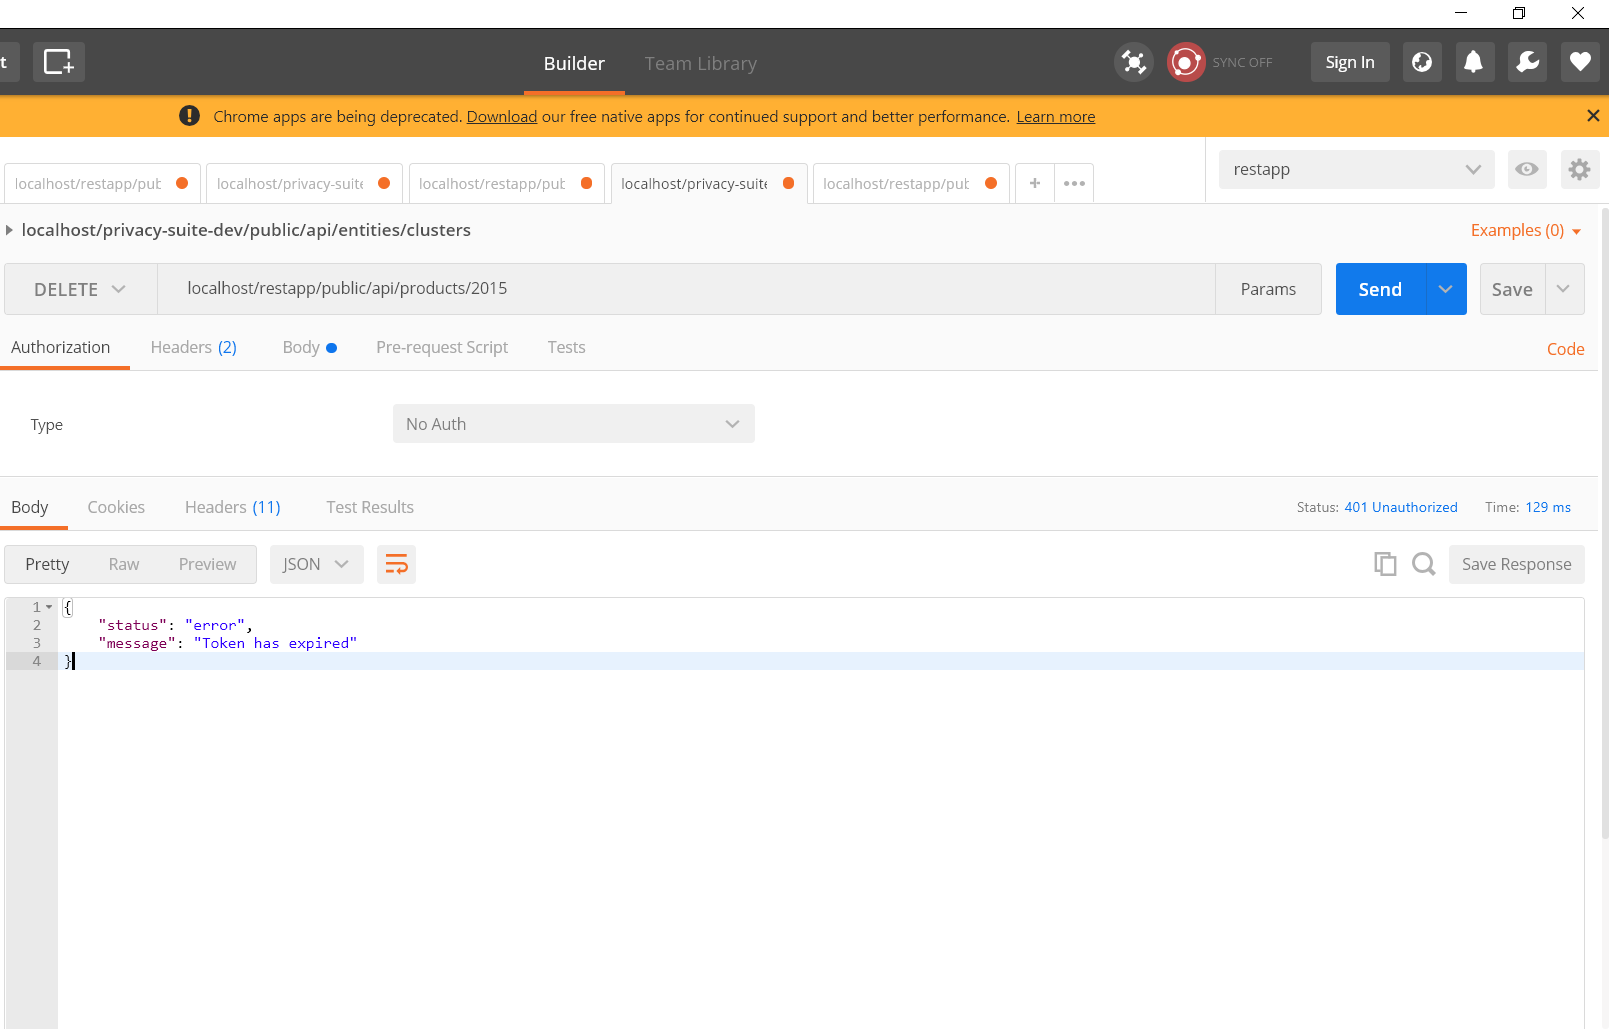 t
Builder
Team Library
SYNC OFF
Sign In
Chrome apps are being deprecated. Download our free native apps for continued support and better performance. Learn more
localhost/restapp/pub
localhost/privacy-suite
localhost/restapp/pub
localhost/privacy-suite
localhost/restapp/pub
restapp
localhost/privacy-suite-dev/public/api/entities/clusters
Examples (0)
DELETE
localhost/restapp/public/api/products/2015
Params
Send
Save
Authorization
Headers (2)
Body
Pre-request Script
Tests
Code
Type
No Auth
Body
Cookies
Headers (11)
Test Results
Status: 401 Unauthorized
Time: 129 ms
Pretty
Raw
Preview
JSON
Save Response
1 {
2 "status": "error",
3 "message": "Token has expired"
4 }